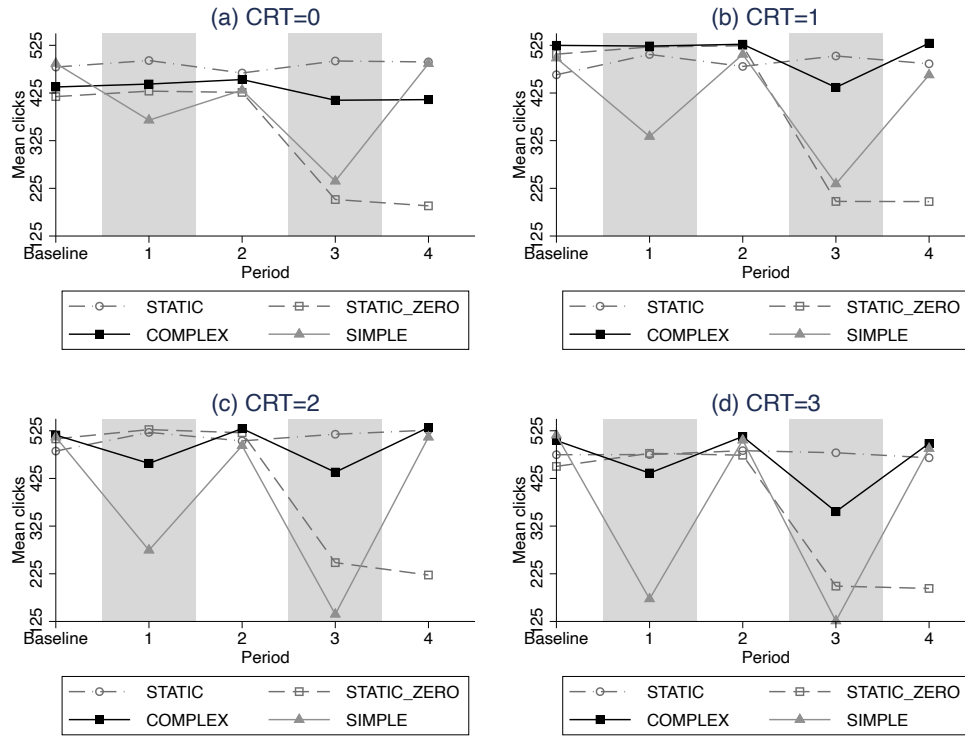 (a) CRT=0
Mean clicks
525
425
325
225
125
Baseline 1 2 3 4
Period
STATIC STATIC_ZERO
COMPLEX SIMPLE
(b) CRT=1
Mean clicks
525
425
325
225
125
Baseline 1 2 3 4
Period
STATIC STATIC_ZERO
COMPLEX SIMPLE
(c) CRT=2
Mean clicks
525
425
325
225
125
Baseline 1 2 3 4
Period
STATIC STATIC_ZERO
COMPLEX SIMPLE
(d) CRT=3
Mean clicks
525
425
325
225
125
Baseline 1 2 3 4
Period
STATIC STATIC_ZERO
COMPLEX SIMPLE